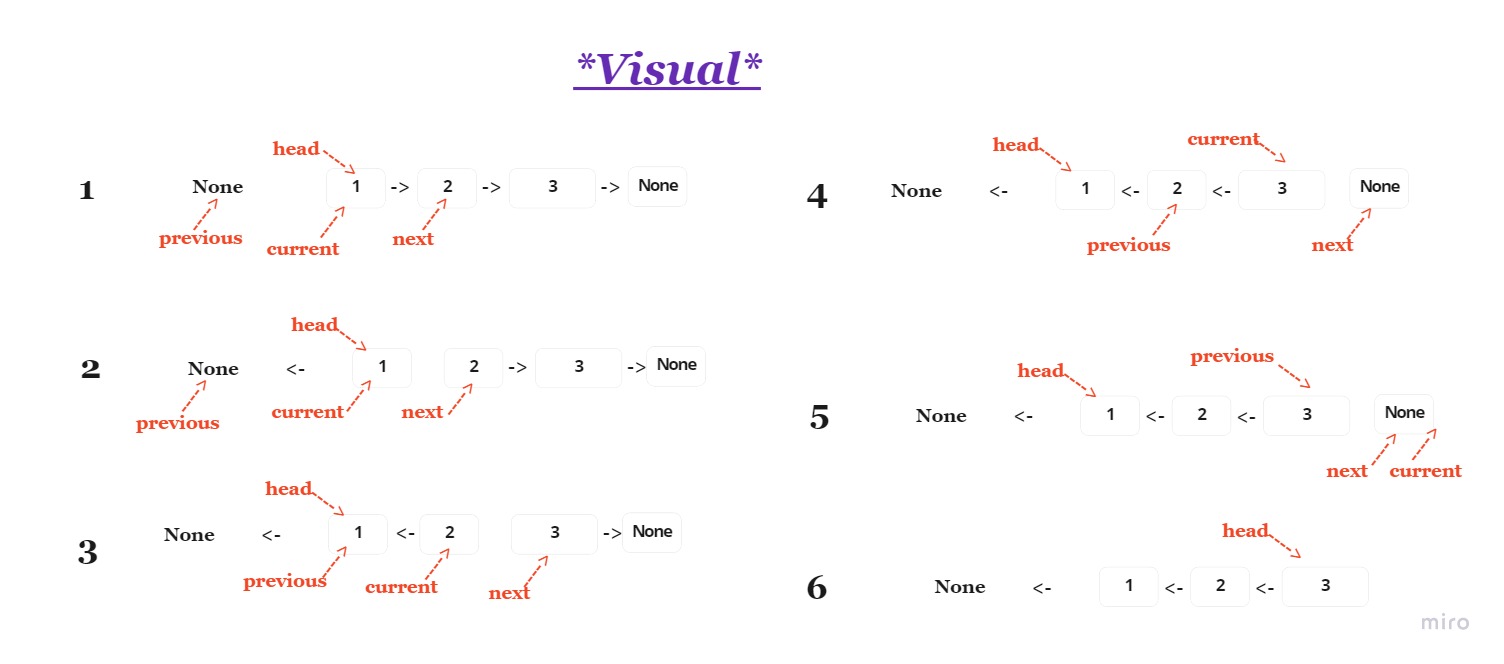 *Visual*
head
1 None 1 -> 2 -> 3 -> None
previous current next
head
2 None <- 1 2 -> 3 -> None
previous current next
head
3 None <- 1 <- 2 3 -> None
previous current next
head current
4 None <- 1 <- 2 <- 3 None
previous next
head previous
5 None <- 1 <- 2 <- 3 None
next current
head
6 None <- 1 <- 2 <- 3
miro